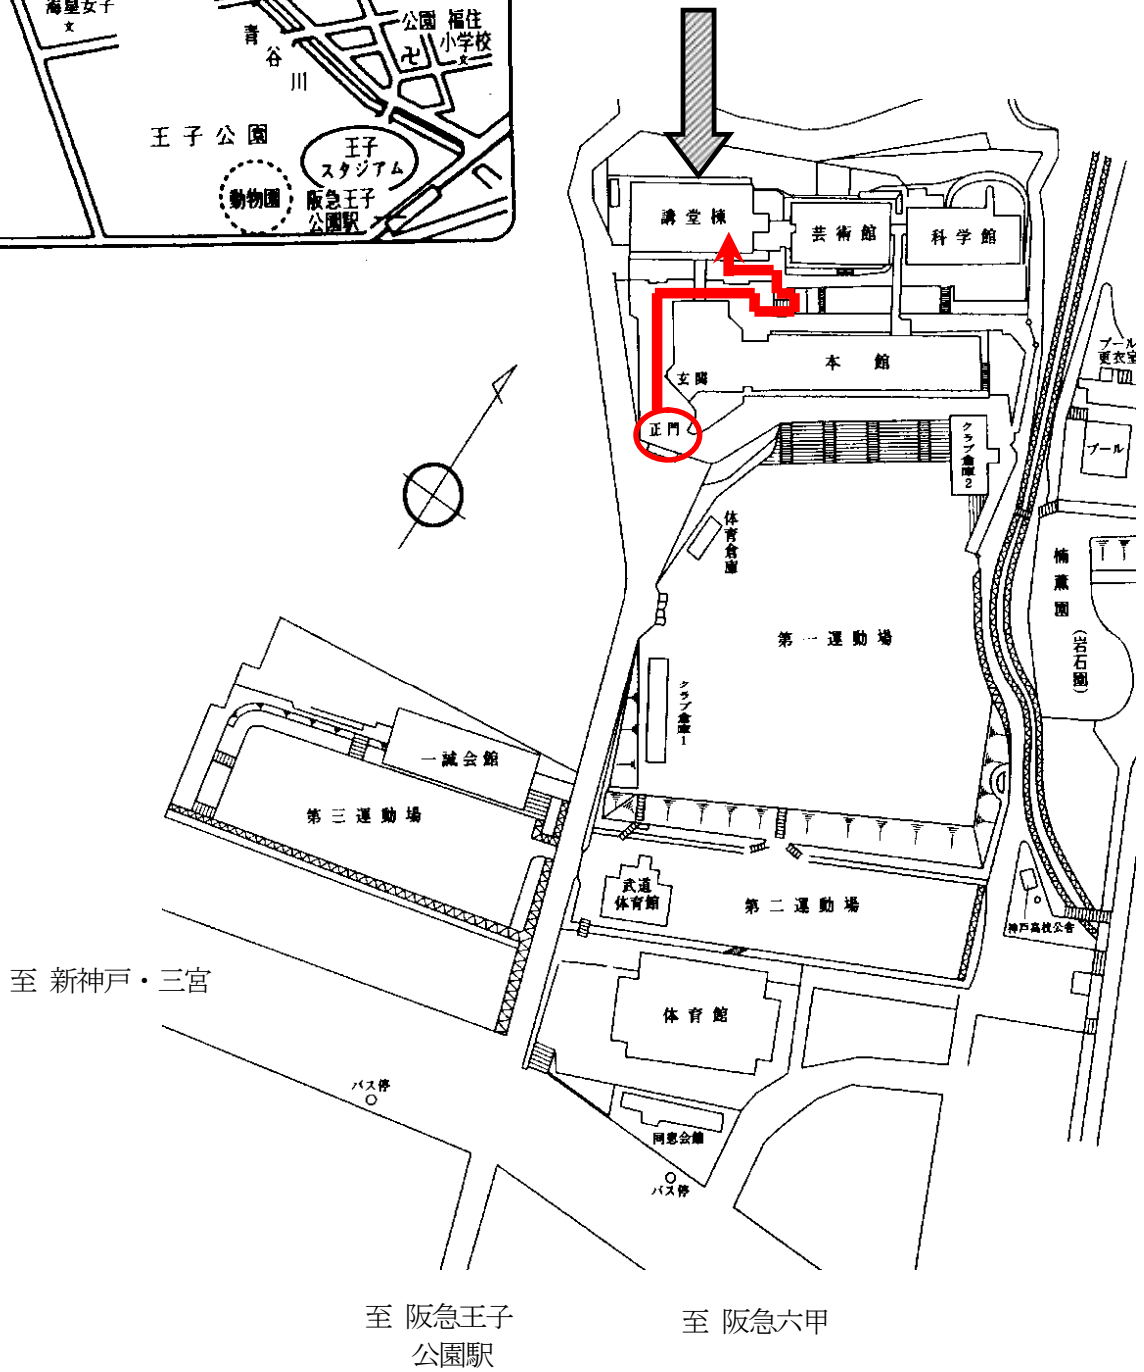 海星女子
文
青谷川
公園
福住
小学校
文
王子公園
王子
スタジアム
動物園
阪急王子
公園駅
講堂棟
芸術館
科学館
本館
玄関
正門
プール
更衣室
プール
クラブ倉庫2
体育倉庫
楠薫園
(岩石園)
第一運動場
クラブ倉庫1
一誠会館
第三運動場
武道
体育館
第二運動場
神戸高校公舎
至 新神戸・三宮
体育館
バス停
同窓会館
バス停
至 阪急王子
公園駅
至 阪急六甲